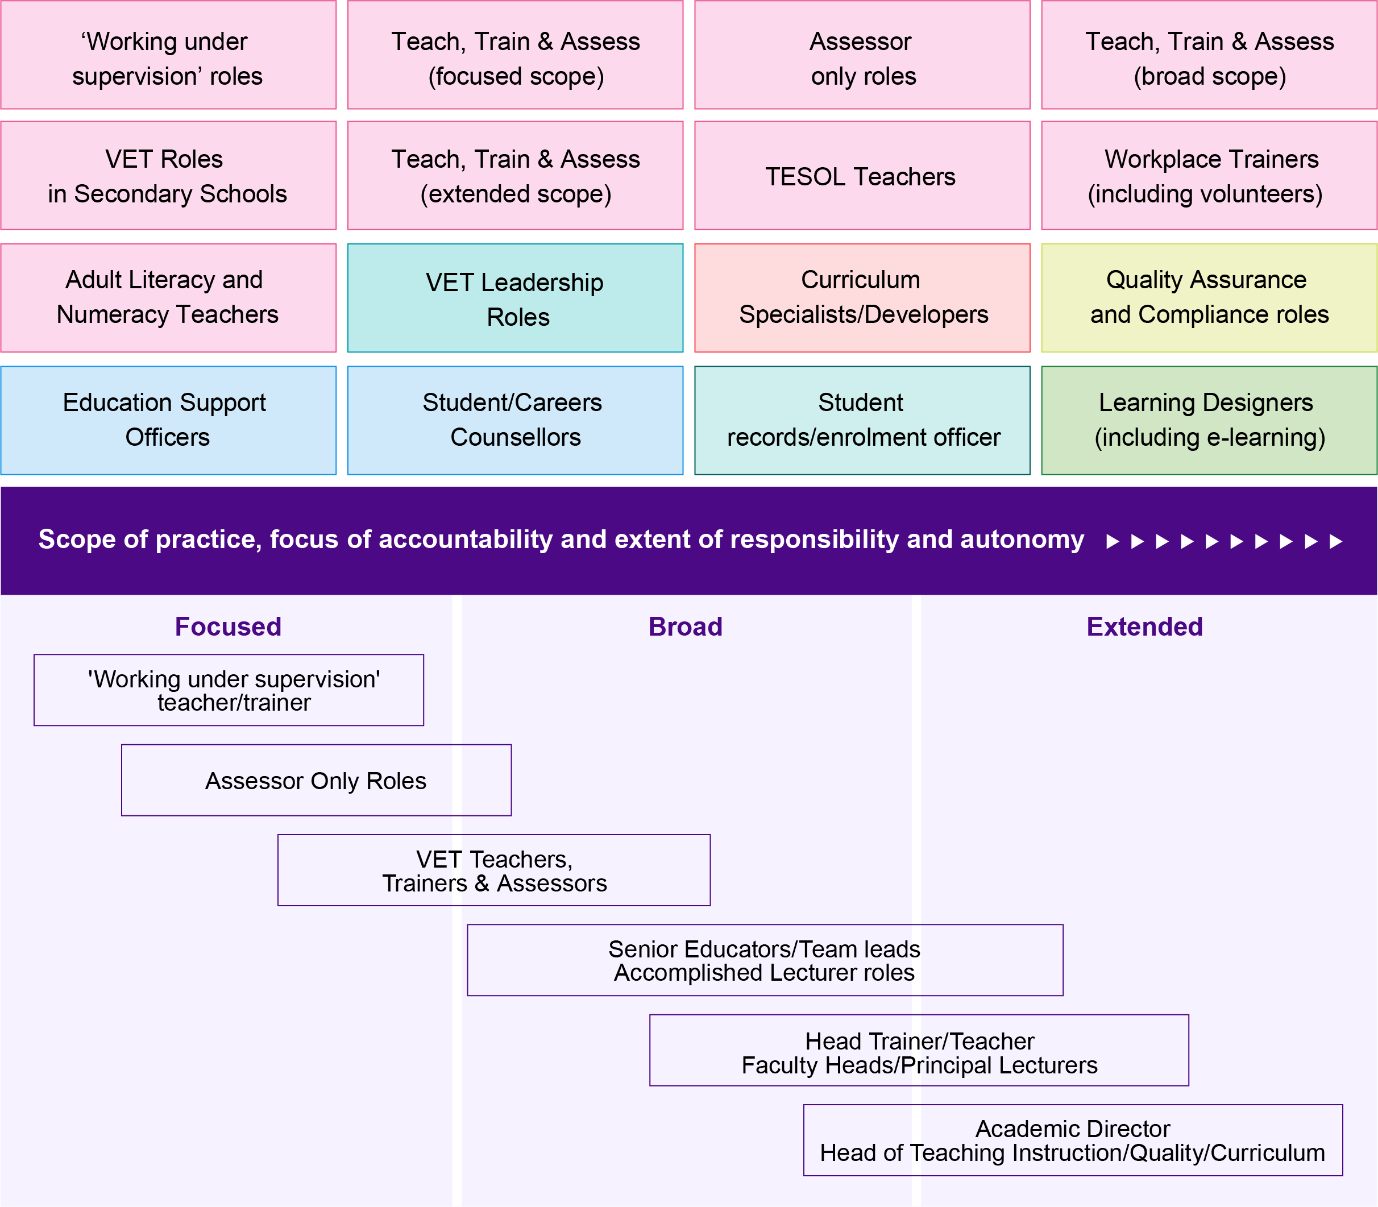 ‘Working under
supervision’ roles
Teach, Train & Assess
(focused scope)
Assessor
only roles
Teach, Train & Assess
(broad scope)
VET Roles
in Secondary Schools
Teach, Train & Assess
(extended scope)
TESOL Teachers
Workplace Trainers
(including volunteers)
Adult Literacy and
Numeracy Teachers
VET Leadership
Roles
Curriculum
Specialists/Developers
Quality Assurance
and Compliance roles
Education Support
Officers
Student/Careers
Counsellors
Student
records/enrolment officer
Learning Designers
(including e-learning)
Scope of practice, focus of accountability and extent of responsibility and autonomy
Focused
Broad
Extended
'Working under supervision'
teacher/trainer
Assessor Only Roles
VET Teachers,
Trainers & Assessors
Senior Educators/Team leads
Accomplished Lecturer roles
Head Trainer/Teacher
Faculty Heads/Principal Lecturers
Academic Director
Head of Teaching Instruction/Quality/Curriculum